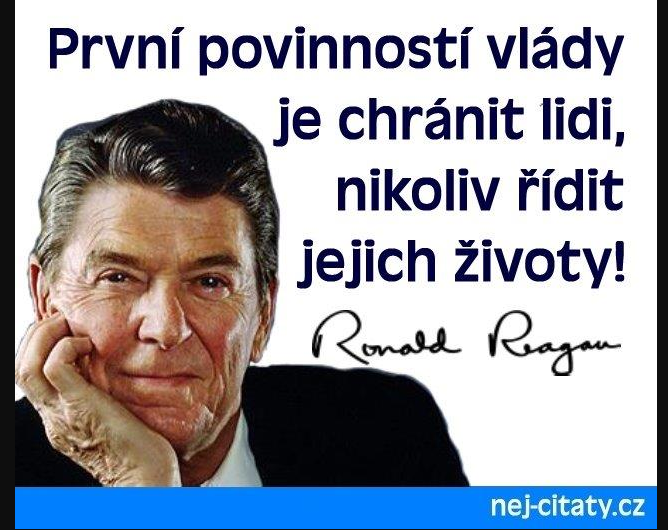 První povinností vlády
je chránit lidi,
nikoliv řídit
jejich životy!
Ronald Reagan
nej-citaty.cz